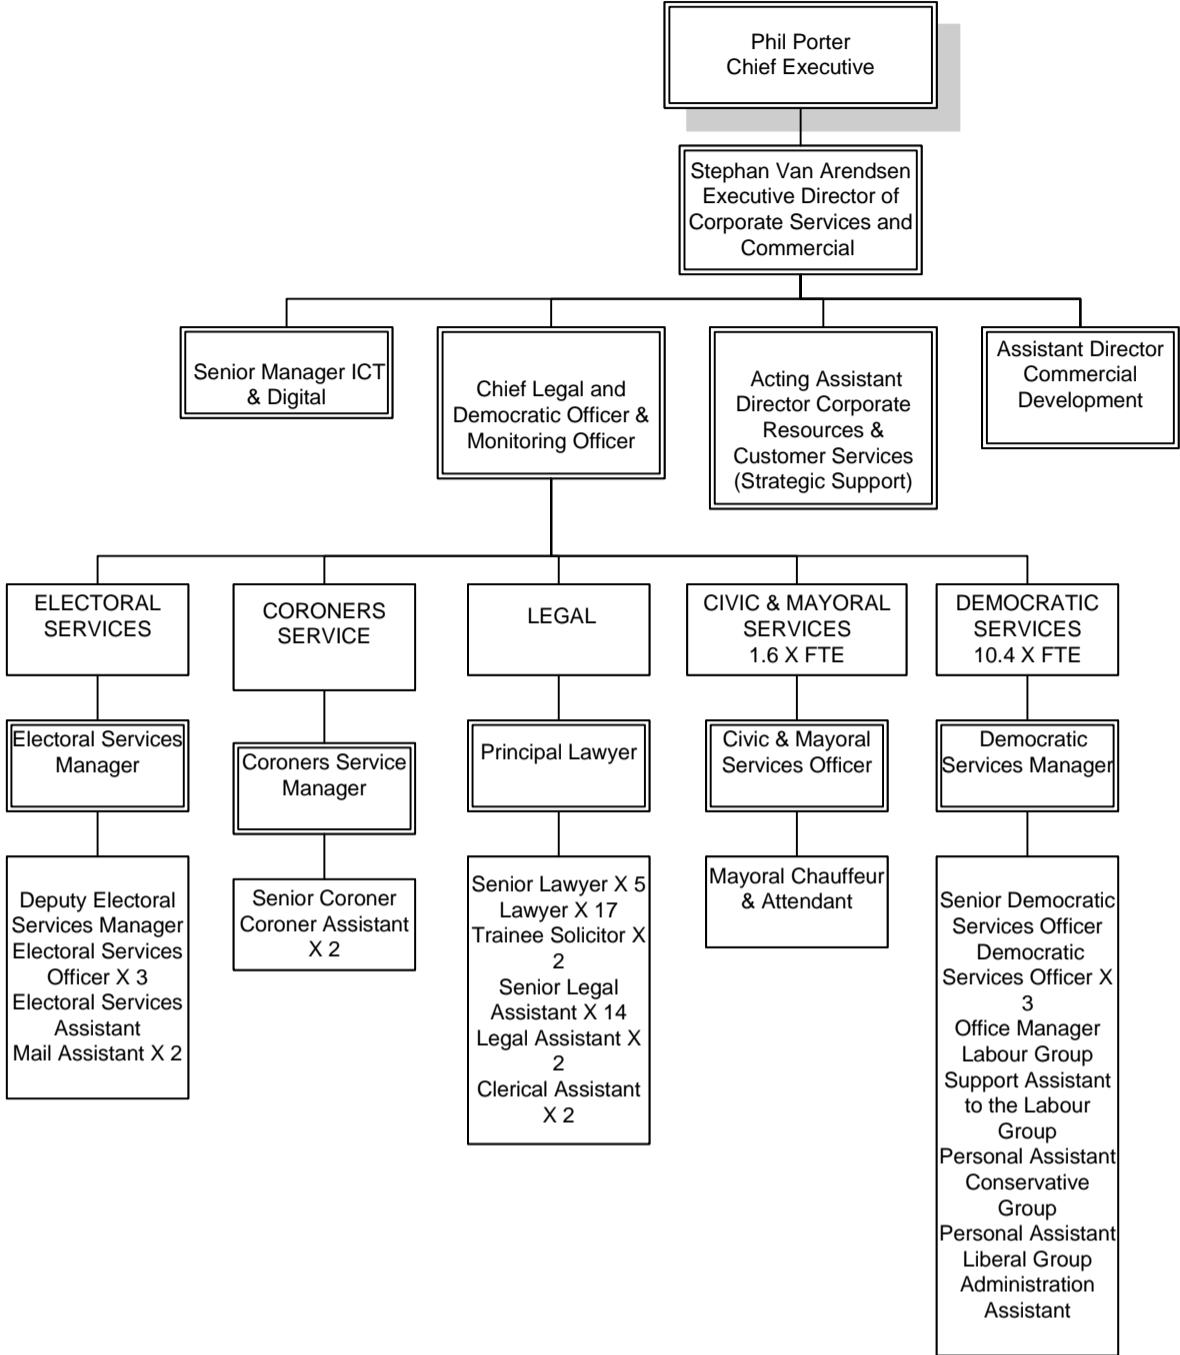 Phil Porter
Chief Executive
Stephan Van Arendsen
Executive Director of
Corporate Services and
Commercial
Senior Manager ICT
& Digital
Chief Legal and
Democratic Officer &
Monitoring Officer
Acting Assistant
Director Corporate
Resources &
Customer Services
(Strategic Support)
Assistant Director
Commercial
Development
ELECTORAL
SERVICES
CORONERS
SERVICE
LEGAL
CIVIC & MAYORAL
SERVICES
1.6 X FTE
DEMOCRATIC
SERVICES
10.4 X FTE
Electoral Services
Manager
Coroners Service
Manager
Principal Lawyer
Civic & Mayoral
Services Officer
Democratic
Services Manager
Deputy Electoral
Services Manager
Electoral Services
Officer X 3
Electoral Services
Assistant
Mail Assistant X 2
Senior Coroner
Coroner Assistant
X 2
Senior Lawyer X 5
Lawyer X 17
Trainee Solicitor X
2
Senior Legal
Assistant X 14
Legal Assistant X
2
Clerical Assistant
X 2
Mayoral Chauffeur
& Attendant
Senior Democratic
Services Officer
Democratic
Services Officer X
3
Office Manager
Labour Group
Support Assistant
to the Labour
Group
Personal Assistant
Conservative
Group
Personal Assistant
Liberal Group
Administration
Assistant